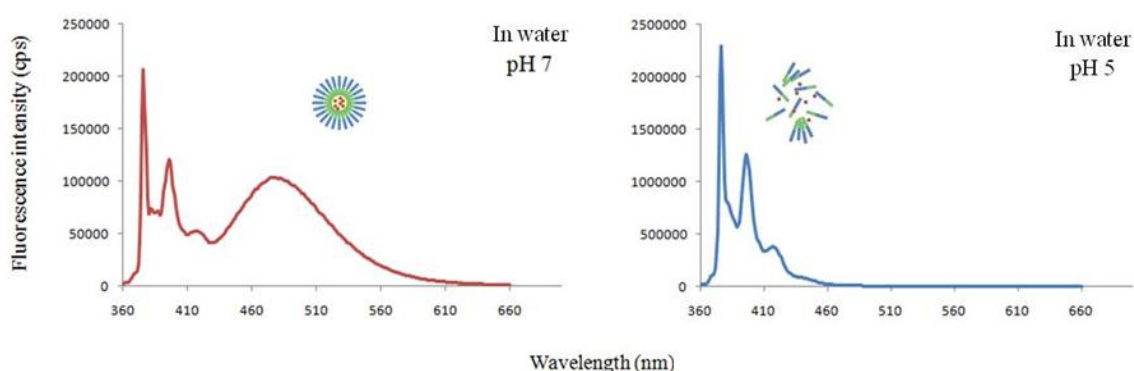 Fluorescence intensity (cps)
250000
200000
150000
100000
50000
0
360 410 460 510 560 610 660
In water
pH 7
2500000
2000000
1500000
1000000
500000
0
360 410 460 510 560 610 660
In water
pH 5
Wavelength (nm)